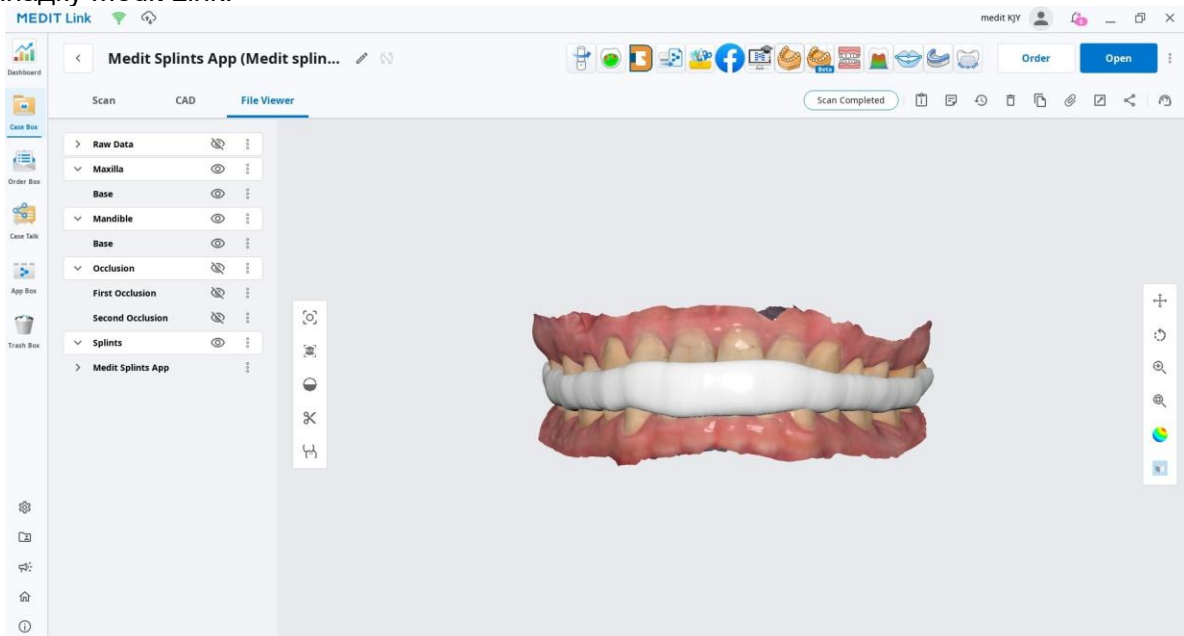 MEDIT Link
medit KJY
Dashboard
Medit Splints App (Medit splin...
Order
Open
Case Box
Scan
CAD
File Viewer
Scan Completed
Raw Data
Maxilla
Base
Order Box
Mandible
Base
Case Talk
Occlusion
First Occlusion
App Box
Second Occlusion
Splints
Trash Box
Medit Splints App
Beta